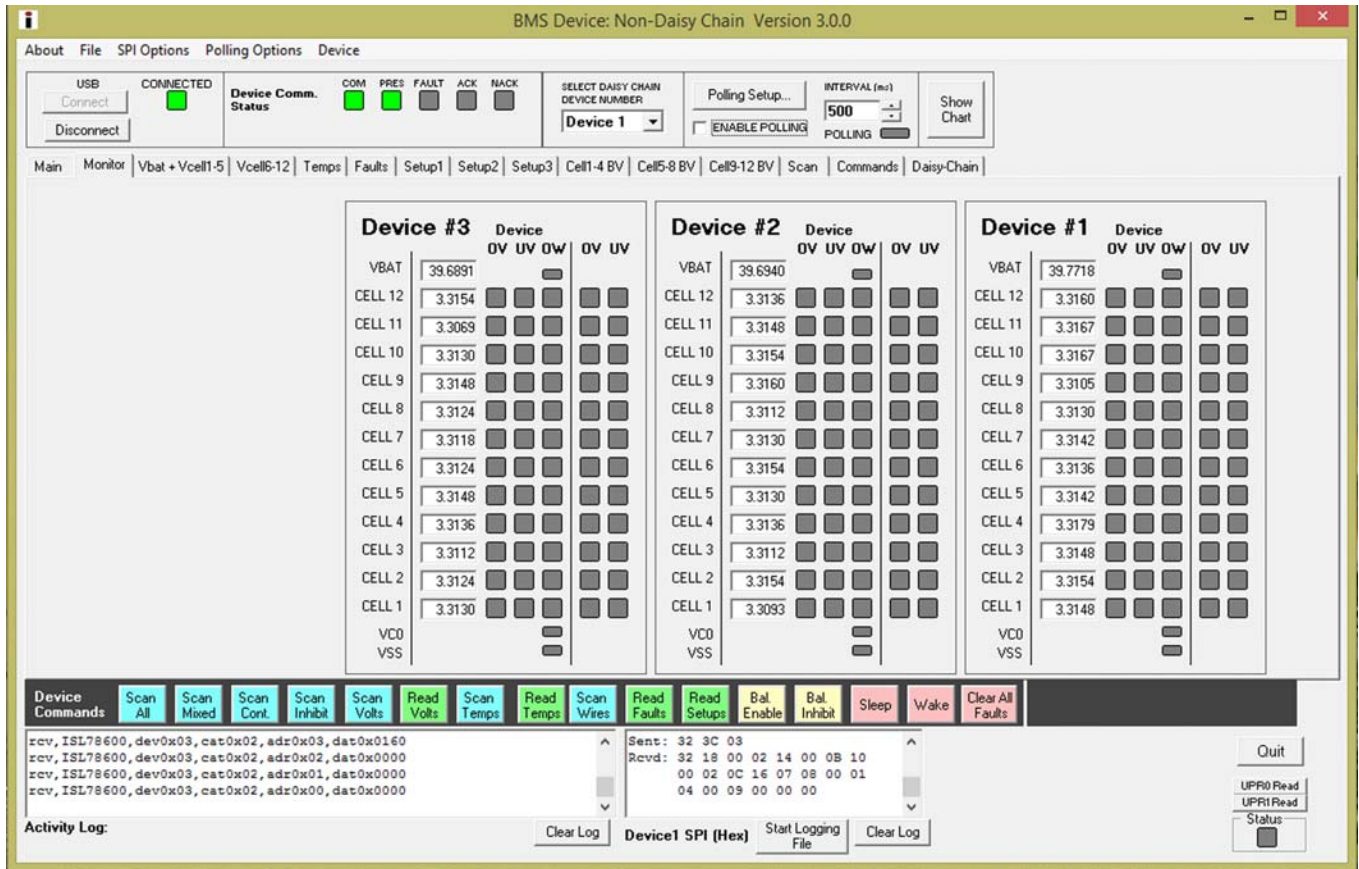 BMS Device: Non-Daisy Chain Version 3.0.0
About File SPI Options Polling Options Device
USB
Connect
Disconnect
CONNECTED
Device Comm.
Status
COM PRES FAULT ACK NACK
SELECT DAISY CHAIN
DEVICE NUMBER
Device 1
Polling Setup...
ENABLE POLLING
INTERVAL (ms)
500
POLLING
Show
Chart
Main Monitor Vbat + Vcell1-5 Vcell6-12 Temps Faults Setup1 Setup2 Setup3 Cell1-4 BV Cell5-8 BV Cell9-12 BV Scan Commands Daisy-Chain
Device #3 Device
OV UV OW OV UV
VBAT 39.6891
CELL 12 3.3154
CELL 11 3.3069
CELL 10 3.3130
CELL 9 3.3148
CELL 8 3.3124
CELL 7 3.3118
CELL 6 3.3124
CELL 5 3.3148
CELL 4 3.3136
CELL 3 3.3112
CELL 2 3.3124
CELL 1 3.3130
VC0
VSS
Device #2 Device
OV UV OW OV UV
VBAT 39.6940
CELL 12 3.3136
CELL 11 3.3148
CELL 10 3.3154
CELL 9 3.3160
CELL 8 3.3112
CELL 7 3.3130
CELL 6 3.3154
CELL 5 3.3130
CELL 4 3.3136
CELL 3 3.3112
CELL 2 3.3154
CELL 1 3.3093
VC0
VSS
Device #1 Device
OV UV OW OV UV
VBAT 39.7718
CELL 12 3.3160
CELL 11 3.3167
CELL 10 3.3167
CELL 9 3.3105
CELL 8 3.3130
CELL 7 3.3142
CELL 6 3.3136
CELL 5 3.3142
CELL 4 3.3179
CELL 3 3.3148
CELL 2 3.3154
CELL 1 3.3148
VC0
VSS
Device
Commands
Scan
All
Scan
Mixed
Scan
Cont.
Scan
Inhibit
Scan
Volts
Read
Volts
Scan
Temps
Read
Temps
Scan
Wires
Read
Faults
Read
Setups
Bal.
Enable
Bal.
Inhibit
Sleep
Wake
Clear All
Faults
rcv,ISL78600,dev0x03,cat0x02,adr0x03,dat0x0160
rcv,ISL78600,dev0x03,cat0x02,adr0x02,dat0x0000
rcv,ISL78600,dev0x03,cat0x02,adr0x01,dat0x0000
rcv,ISL78600,dev0x03,cat0x02,adr0x00,dat0x0000
Activity Log:
Clear Log
Sent: 32 3C 03
Rcvd: 32 18 00 02 14 00 0B 10
00 02 0C 16 07 08 00 01
04 00 09 00 00 00
Device1 SPI (Hex)
Start Logging
File
Clear Log
Quit
UPR0 Read
UPR1 Read
Status